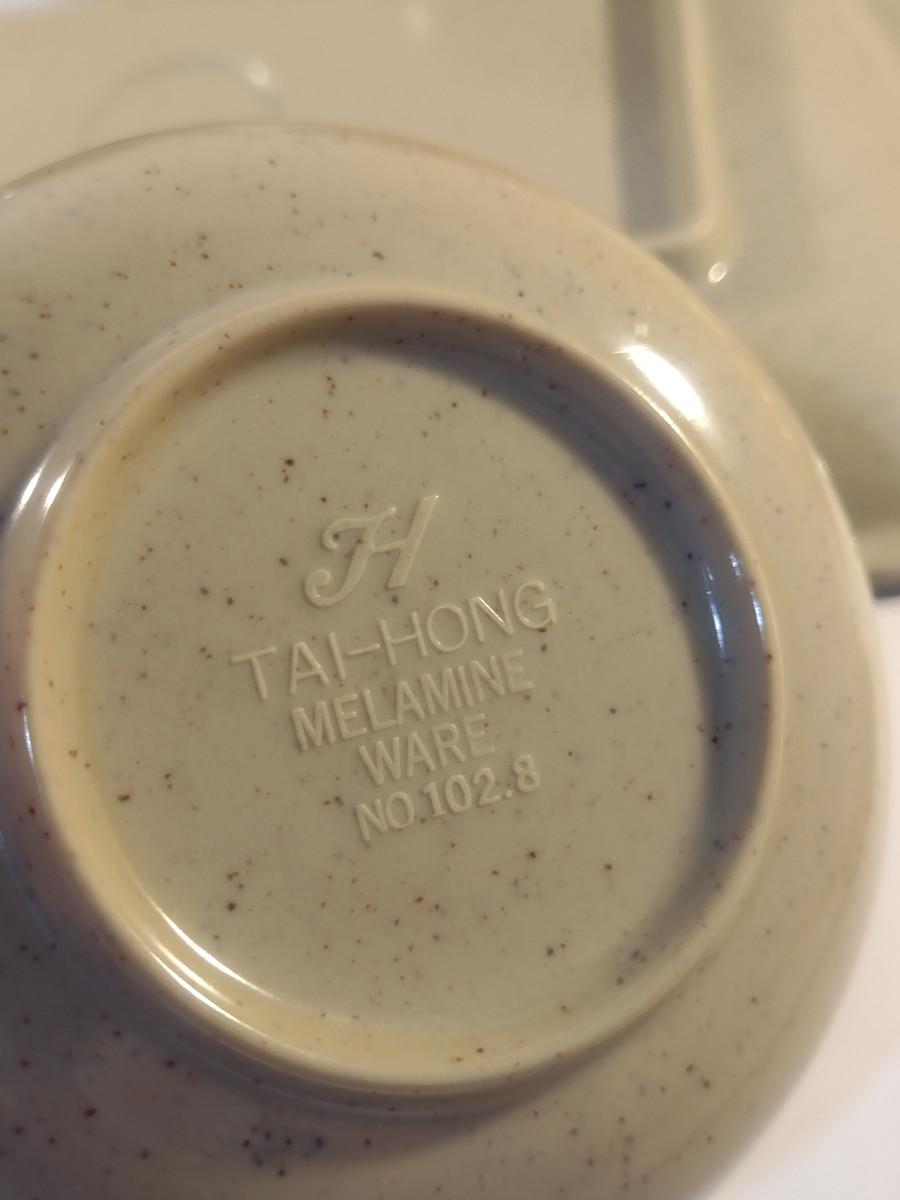 H
TAI-HONG
MELAMINE
WARE
NO.102.8